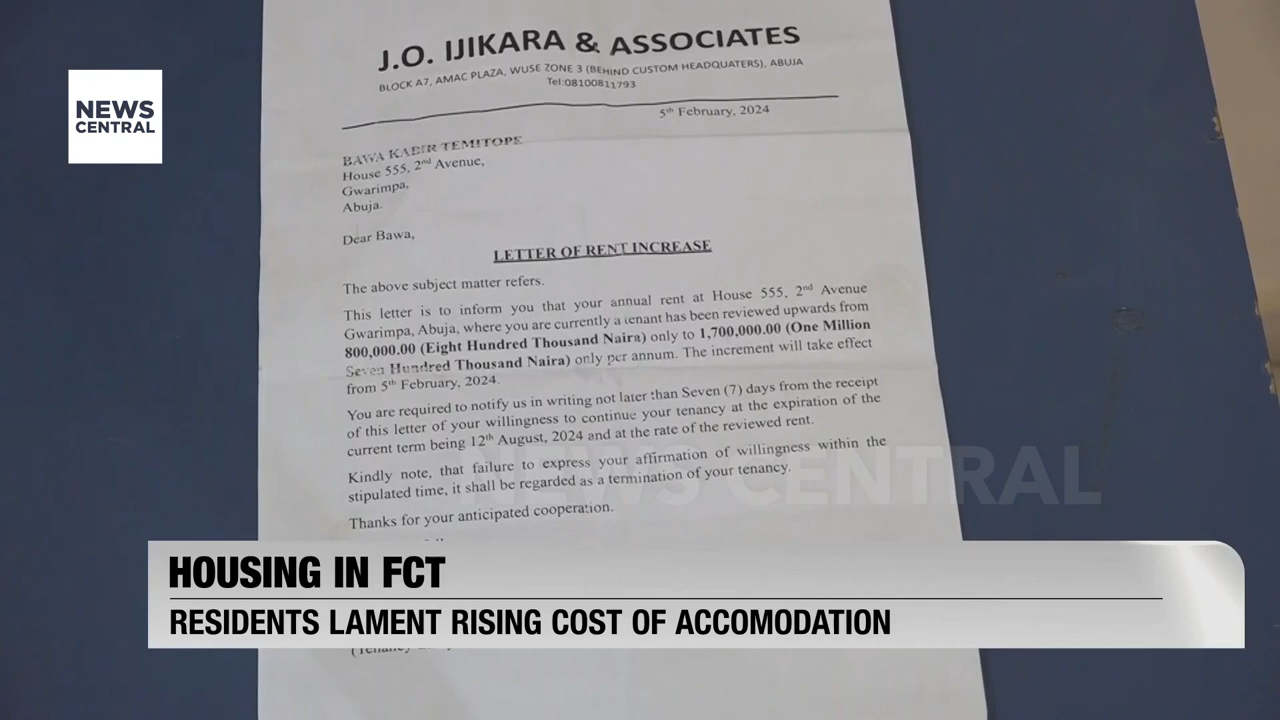 J.O. IJIKARA & ASSOCIATES
BLOCK A7, AMAC PLAZA, WUSE ZONE 3 (BEHIND CUSTOM HEADQUATERS), ABUJA
Tel:08100811793
5th February, 2024
NEWS
CENTRAL
BAWA KABIR TEMITOPE
House 555, 2nd Avenue,
Gwarimpa,
Abuja.
Dear Bawa,
LETTER OF RENT INCREASE
The above subject matter refers.
This letter is to inform you that your annual rent at House 555, 2nd Avenue
Gwarimpa, Abuja, where you are currently a tenant has been reviewed upwards from
800,000.00 (Eight Hundred Thousand Naira) only to 1,700,000.00 (One Million
Seven Hundred Thousand Naira) only per annum. The increment will take effect
from 5th February, 2024.
You are required to notify us in writing not later than Seven (7) days from the receipt
of this letter of your willingness to continue your tenancy at the expiration of the
current term being 12th August, 2024 and at the rate of the reviewed rent.
Kindly note, that failure to express your affirmation of willingness within the
stipulated time, it shall be regarded as a termination of your tenancy.
NEWS CENTRAL
Thanks for your anticipated cooperation.
HOUSING IN FCT
RESIDENTS LAMENT RISING COST OF ACCOMODATION